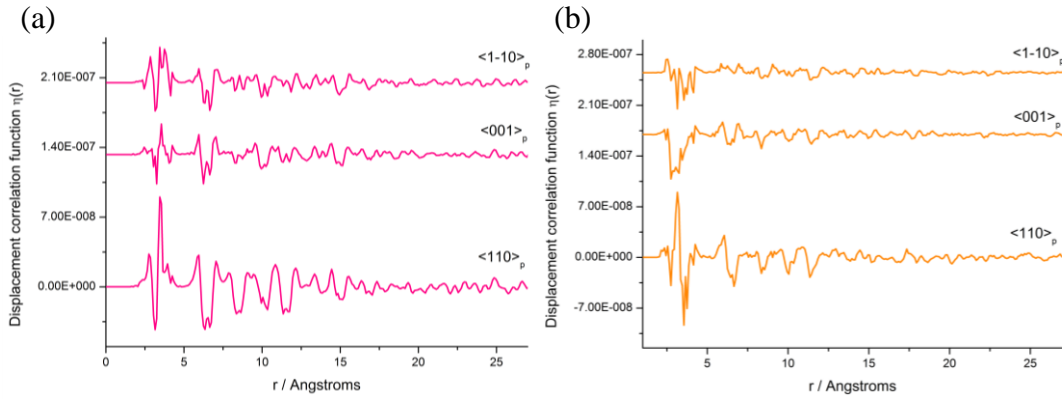 (a)
Displacement correlation function η(r)
2.10E-007
1.40E-007
7.00E-008
0.00E+000
<1-10>p
<001>p
<110>p
0 5 10 15 20 25
r / Angstroms
(b)
Displacement correlation function η(r)
2.80E-007
2.10E-007
1.40E-007
7.00E-008
0.00E+000
-7.00E-008
<1-10>p
<001>p
<110>p
5 10 15 20 25
r / Angstroms